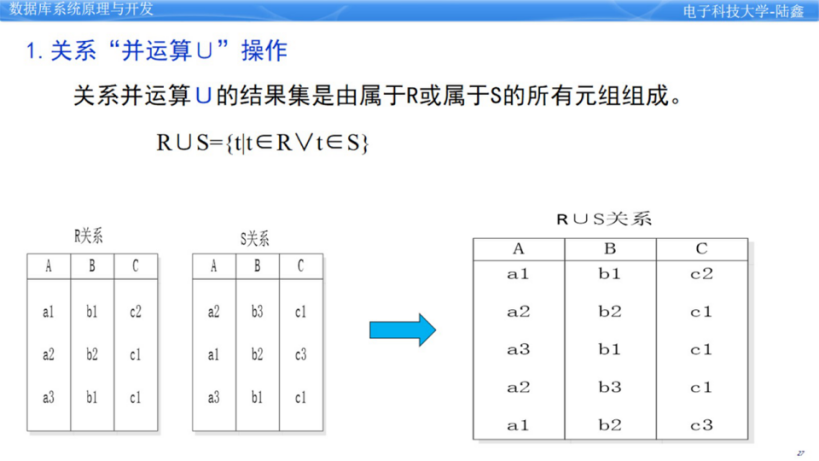 数据库系统原理与开发
电子科技大学-陆鑫
1.关系“并运算∪”操作
关系并运算∪的结果集是由属于R或属于S的所有元组组成。
R∪S={t|t∈R∨t∈S}
R关系
A B C
a1 b1 c2
a2 b2 c1
a3 b1 c1
S关系
A B C
a2 b3 c1
a1 b2 c3
a3 b1 c1
R∪S关系
A B C
a1 b1 c2
a2 b2 c1
a3 b1 c1
a2 b3 c1
a1 b2 c3
27